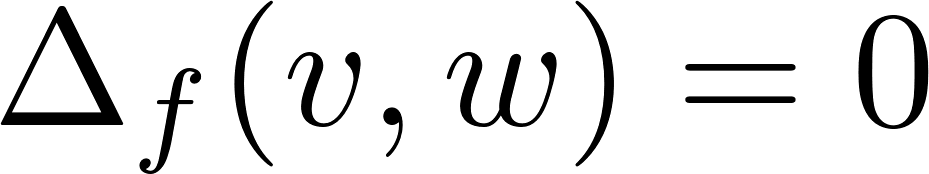 Δ_f(v, w) = 0